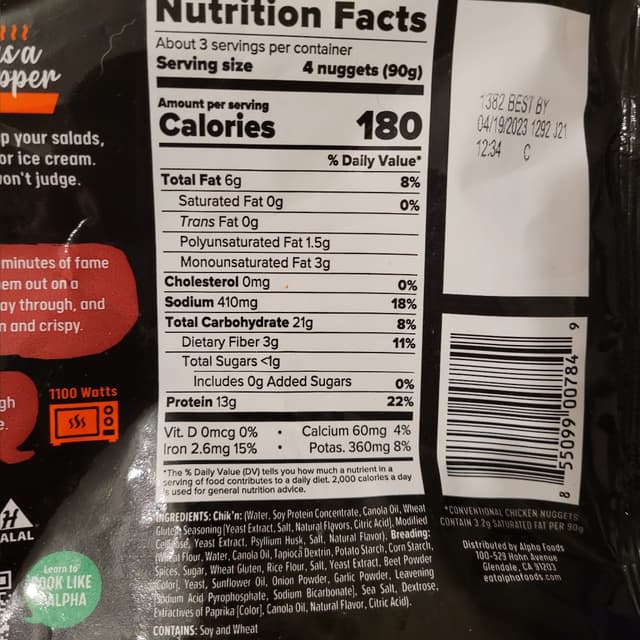 Nutrition Facts
About 3 servings per container
Serving size 4 nuggets (90g)
Amount per serving
Calories 180
% Daily Value*
Total Fat 6g 8%
Saturated Fat 0g 0%
Trans Fat 0g
Polyunsaturated Fat 1.5g
Monounsaturated Fat 3g
Cholesterol 0mg 0%
Sodium 410mg 18%
Total Carbohydrate 21g 8%
Dietary Fiber 3g 11%
Total Sugars <1g
Includes 0g Added Sugars 0%
Protein 13g 22%
Vit. D 0mcg 0% • Calcium 60mg 4%
Iron 2.6mg 15% • Potas. 360mg 8%
*The % Daily Value (DV) tells you how much a nutrient in a
serving of food contributes to a daily diet. 2,000 calories a day
is used for general nutrition advice.
INGREDIENTS: Chik'n: (Water, Soy Protein Concentrate, Canola Oil, Wheat
Gluten, Seasoning [Yeast Extract, Salt, Natural Flavors, Citric Acid], Modified
Cellulose, Yeast Extract, Psyllium Husk, Salt, Natural Flavor). Breading:
(Wheat Flour, Water, Canola Oil, Tapioca Dextrin, Potato Starch, Corn Starch,
Spices, Sugar, Wheat Gluten, Rice Flour, Salt, Yeast Extract, Beet Powder
[Color], Yeast, Sunflower Oil, Onion Powder, Garlic Powder, Leavening
[Sodium Acid Pyrophosphate, Sodium Bicarbonate], Sea Salt, Dextrose,
Extractives of Paprika [Color], Canola Oil, Natural Flavor, Citric Acid).
CONTAINS: Soy and Wheat
as a
pper
p your salads,
or ice cream.
won't judge.
minutes of fame
em out on a
ay through, and
n and crispy.
gh
e.
1100 Watts
H
ALAL
Learn to
COOK LIKE
ALPHA
1382 BEST BY
04/19/2023 1292 J21
12:34 C
8 55099 00784 9
*CONVENTIONAL CHICKEN NUGGETS
CONTAIN 3.2g SATURATED FAT PER 90g
Distributed by Alpha Foods
100-529 Hahn Avenue
Glendale, CA 91203
eatalphafoods.com